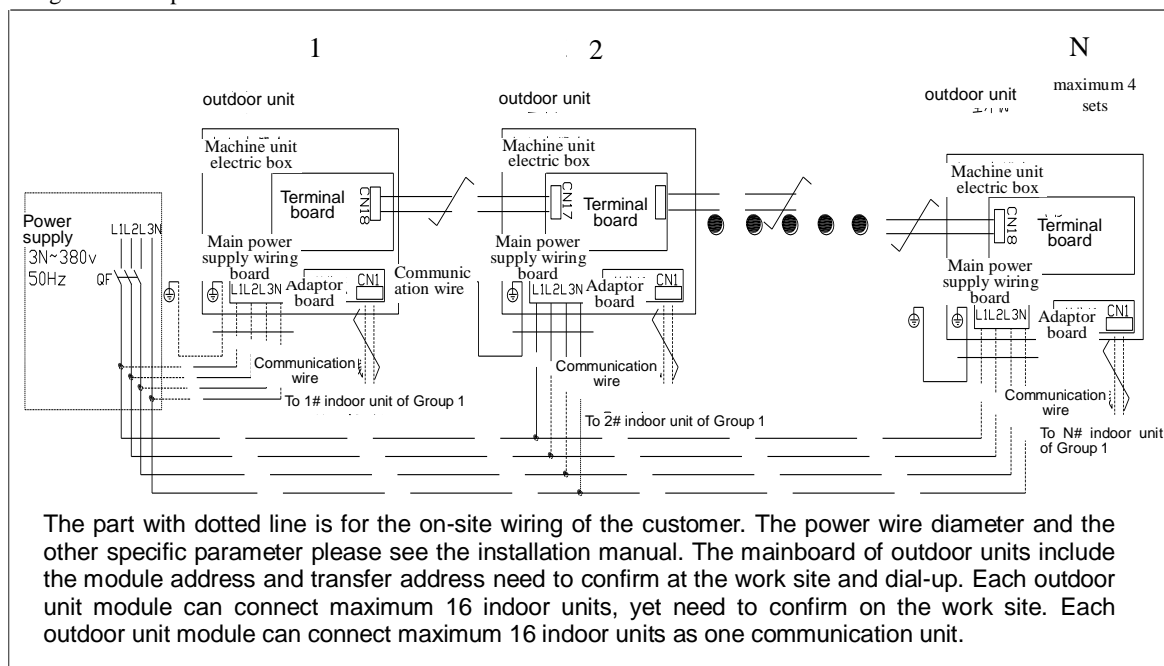 1
2
N
outdoor unit
outdoor unit
outdoor unit
maximum 4
sets
Machine unit
electric box
Terminal
board
CN18
Machine unit
electric box
CN17
Terminal
board
Machine unit
electric box
CN18
Terminal
board
Power
supply
3N~380v
50Hz
L1L2L3N
QF
Main power
supply wiring
board
L1L2L3N
Adaptor
board
CN1
Communic
ation wire
Main power
supply wiring
board
L1L2L3N
Adaptor
board
CN1
Main power
supply wiring
board
L1L2L3N
Adaptor
board
CN1
Communication
wire
To 1# indoor unit of Group 1
Communication
wire
To 2# indoor unit of Group 1
Communication
wire
To N# indoor unit
of Group 1
The part with dotted line is for the on-site wiring of the customer. The power wire diameter and the
other specific parameter please see the installation manual. The mainboard of outdoor units include
the module address and transfer address need to confirm at the work site and dial-up. Each outdoor
unit module can connect maximum 16 indoor units, yet need to confirm on the work site. Each
outdoor unit module can connect maximum 16 indoor units as one communication unit.